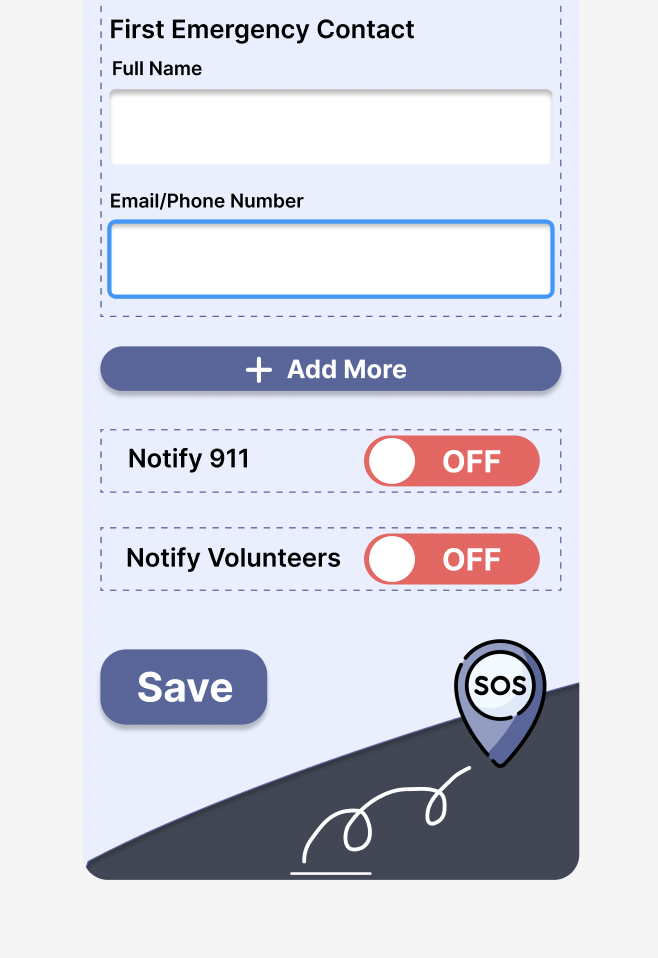 First Emergency Contact
Full Name
Email/Phone Number
Add More
Notify 911
OFF
Notify Volunteers
OFF
Save
SOS